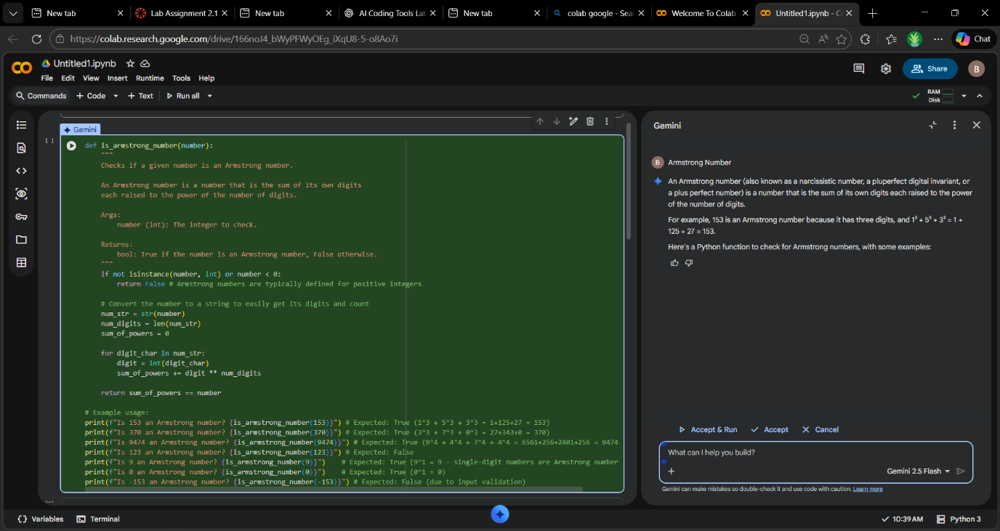 New tab
Lab Assignment 2.1
New tab
AI Coding Tools Lab
New tab
colab google - Sear
Welcome To Colab
Untitled1.ipynb - C
https://colab.research.google.com/drive/166noJ4_bWyPFWyOEg_iXqU8-5-o8Ao7i
Chat
Untitled1.ipynb
File Edit View Insert Runtime Tools Help
Share
B
Commands + Code + Text Run all
RAM
Disk
Gemini
[ ]
def is_armstrong_number(number):
"""
Checks if a given number is an Armstrong number.
An Armstrong number is a number that is the sum of its own digits
each raised to the power of the number of digits.
Args:
number (int): The integer to check.
Returns:
bool: True if the number is an Armstrong number, False otherwise.
"""
if not isinstance(number, int) or number < 0:
return False # Armstrong numbers are typically defined for positive integers
# Convert the number to a string to easily get its digits and count
num_str = str(number)
num_digits = len(num_str)
sum_of_powers = 0
for digit_char in num_str:
digit = int(digit_char)
sum_of_powers += digit ** num_digits
return sum_of_powers == number
# Example usage:
print(f"Is 153 an Armstrong number? {is_armstrong_number(153)}") # Expected: True (1^3 + 5^3 + 3^3 = 1+125+27 = 153)
print(f"Is 370 an Armstrong number? {is_armstrong_number(370)}") # Expected: True (3^3 + 7^3 + 0^3 = 27+343+0 = 370)
print(f"Is 9474 an Armstrong number? {is_armstrong_number(9474)}") # Expected: True (9^4 + 4^4 + 7^4 + 4^4 = 6561+256+2401+256 = 9474
print(f"Is 123 an Armstrong number? {is_armstrong_number(123)}") # Expected: False
print(f"Is 9 an Armstrong number? {is_armstrong_number(9)}") # Expected: True (9^1 = 9 - single-digit numbers are Armstrong number
print(f"Is 0 an Armstrong number? {is_armstrong_number(0)}") # Expected: True (0^1 = 0)
print(f"Is -153 an Armstrong number? {is_armstrong_number(-153)}") # Expected: False (due to input validation)
Gemini
B Armstrong Number
An Armstrong number (also known as a narcissistic number, a pluperfect digital invariant, or
a plus perfect number) is a number that is the sum of its own digits each raised to the power
of the number of digits.
For example, 153 is an Armstrong number because it has three digits, and 1³ + 5³ + 3³ = 1 +
125 + 27 = 153.
Here's a Python function to check for Armstrong numbers, with some examples:
Accept & Run Accept Cancel
What can I help you build?
Gemini 2.5 Flash
Gemini can make mistakes so double-check it and use code with caution. Learn more
Variables Terminal
10:39 AM Python 3